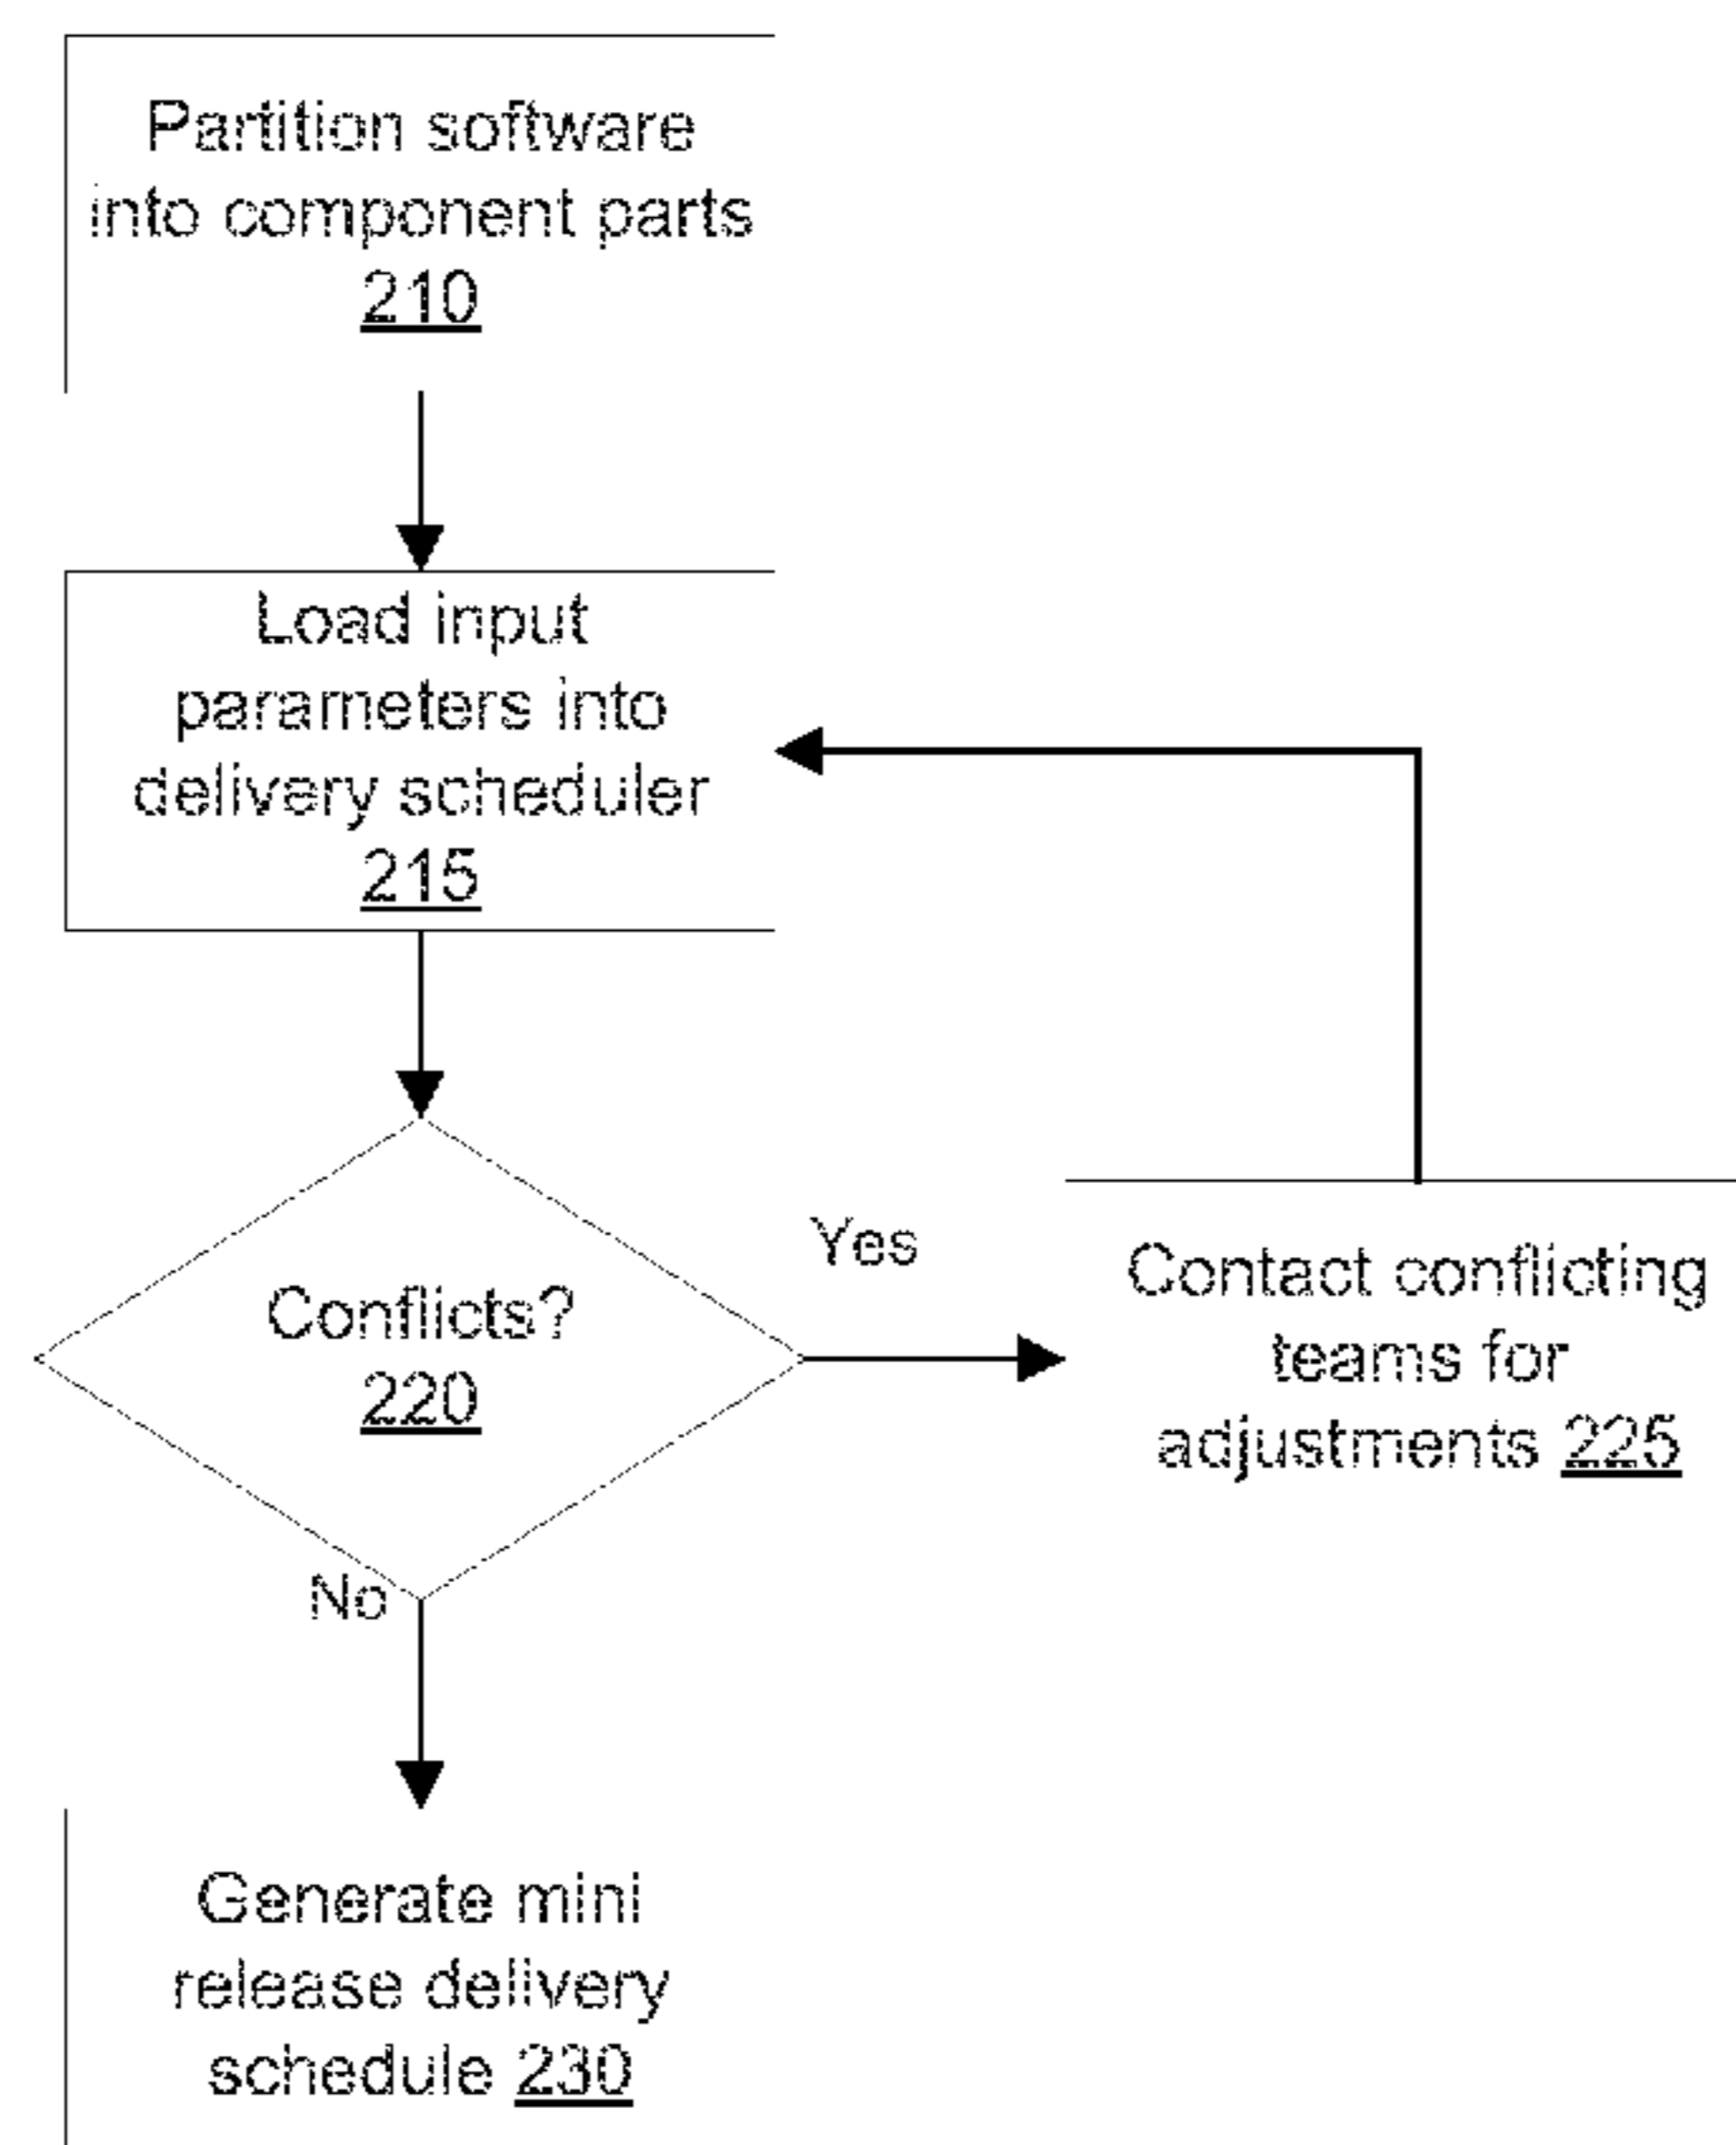 Partition software
into component parts
210
Load input
parameters into
delivery scheduler
215
Conflicts?
220
Yes
Contact conflicting
teams for
adjustments 225
No
Generate mini
release delivery
schedule 230